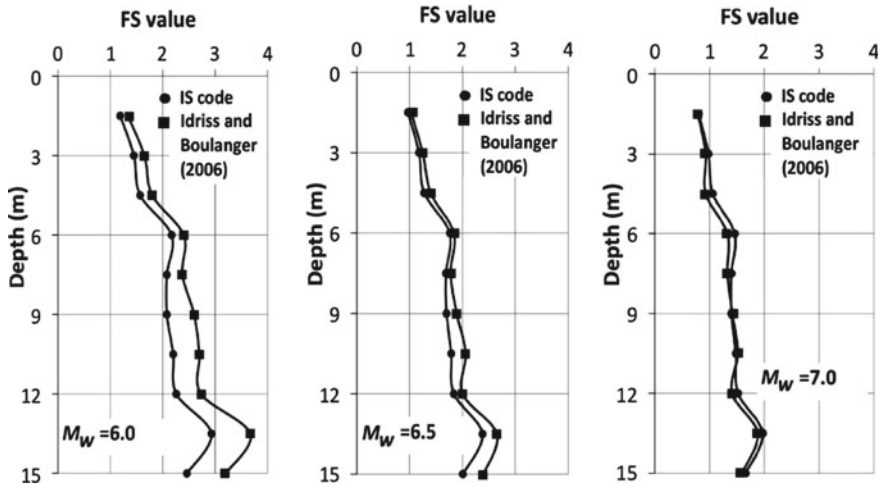 FS value
0 1 2 3 4
0
3
6
9
12
15
Depth (m)
IS code
Idriss and
Boulanger
(2006)
Mw =6.0
FS value
0 1 2 3 4
0
3
6
9
12
15
Depth (m)
IS code
Idriss and
Boulanger
(2006)
Mw =6.5
FS value
0 1 2 3 4
0
3
6
9
12
15
Depth (m)
IS code
Idriss and
Boulanger
(2006)
Mw =7.0